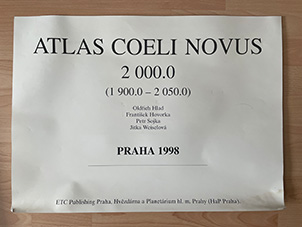 ATLAS COELI NOVUS
2 000.0
(1 900.0 – 2 050.0)
Oldřich Hlad
František Hovorka
Petr Sojka
Jitka Weiselová
PRAHA 1998
ETC Publishing Praha, Hvězdárna a Planetárium hl. m. Prahy (HaP Praha).